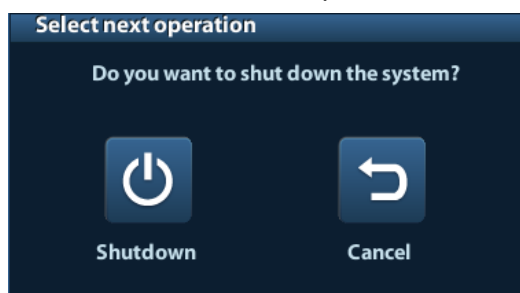 Select next operation
Do you want to shut down the system?
Shutdown Cancel